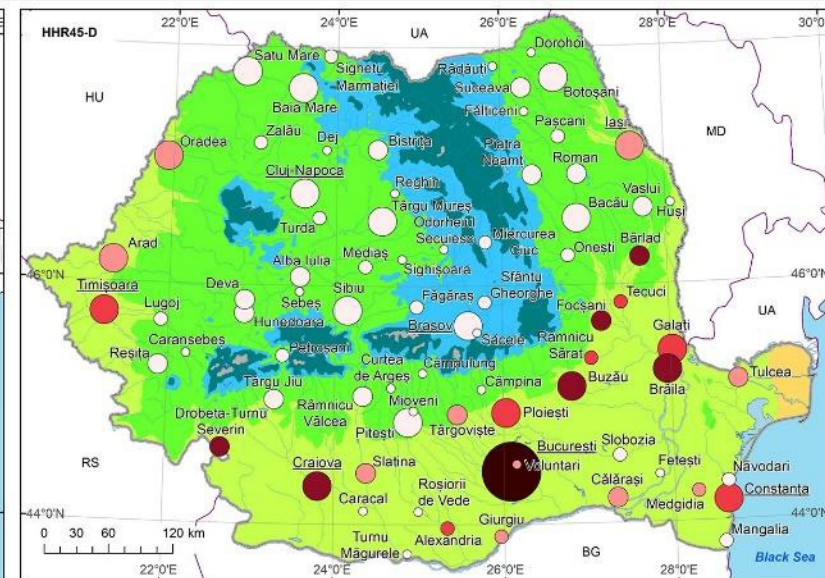 22°0'E 24°0'E 26°0'E 28°0'E 30°0
HHR45-D
UA
Satu Mare
Sighetu
Marmației
Dorohoi
Rădăuți
Suceava
Botoșani
HU
Baia Mare
Fălticeni
Pașcani
Iași
MD
Oradea
Zalău
Dej
Bistrița
Piatra
Neamț
Roman
Cluj-Napoca
Reghin
Vaslui
Târgu Mureș
Bacău
Huși
Turda
Odorheiu
Secuiesc
Miercurea
Ciuc
Onești
Bârlad
Arad
Mediaș
Alba Iulia
Sighișoara
46°0'N 46°0'N
Timișoara
Deva
Sibiu
Sfântu
Gheorghe
Tecuci
UA
Lugoj
Sebeș
Făgăraș
Focșani
Galați
Hunedoara
Brașov
Săcele
Caransebeș
Râmnicu
Sărat
Reșița
Petroșani
Curtea
de Argeș
Câmpulung
Tulcea
Târgu Jiu
Câmpina
Buzău
Brăila
Drobeta-Turnu
Severin
Râmnicu
Vâlcea
Mioveni
Ploiești
Pitești
Târgoviște
RS
București
Slobozia
Craiova
Slatina
Voluntari
Fetești
Năvodari
Roșiorii
de Vede
Călărași
Constanța
Caracal
Medgidia
44°0'N 44°0'N
Giurgiu
0 30 60 120 km
Turnu
Măgurele
Alexandria
Mangalia
BG
Black Sea
22°0'E 24°0'E 26°0'E 28°0'E